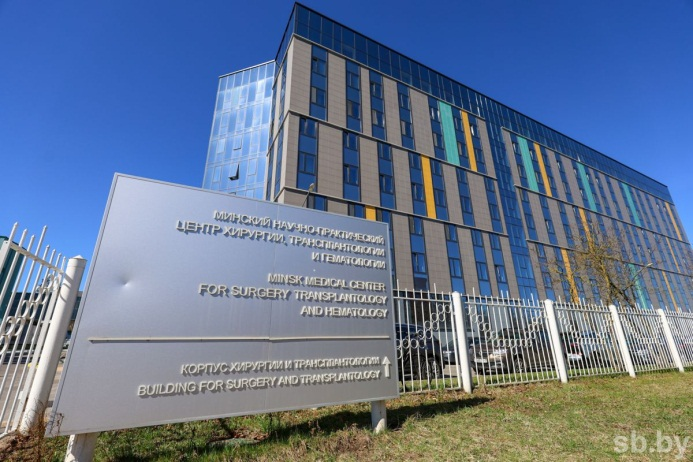 МИНСКИЙ НАУЧНО-ПРАКТИЧЕСКИЙ
ЦЕНТР ХИРУРГИИ, ТРАНСПЛАНТОЛОГИИ
И ГЕМАТОЛОГИИ
MINSK MEDICAL CENTER
FOR SURGERY, TRANSPLANTOLOGY
AND HEMATOLOGY
КОРПУС ХИРУРГИИ И ТРАНСПЛАНТОЛОГИИ
BUILDING FOR SURGERY AND TRANSPLANTOLOGY
sb.by